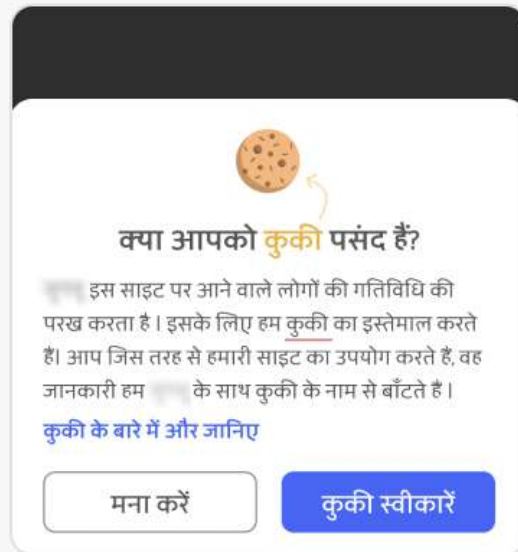 क्या आपको कुकी पसंद हैं?
इस साइट पर आने वाले लोगों की गतिविधि की
परख करता है । इसके लिए हम कुकी का इस्तेमाल करते
हैं। आप जिस तरह से हमारी साइट का उपयोग करते हैं, वह
जानकारी हम के साथ कुकी के नाम से बाँटते हैं ।
कुकी के बारे में और जानिए
मना करें
कुकी स्वीकारें